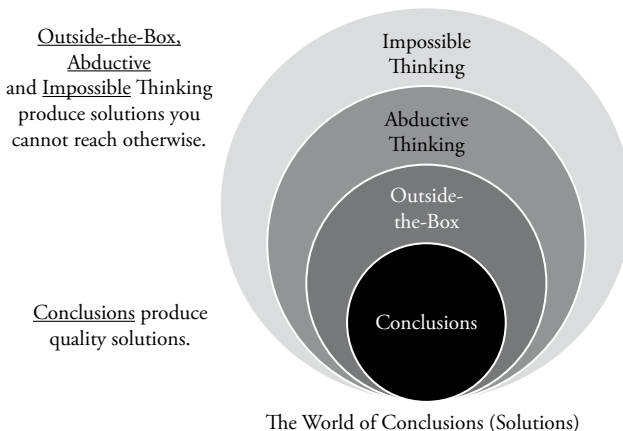 Outside-the-Box,
Abductive
and Impossible Thinking
produce solutions you
cannot reach otherwise.
Conclusions produce
quality solutions.
Impossible
Thinking
Abductive
Thinking
Outside-
the-Box
Conclusions
The World of Conclusions (Solutions)